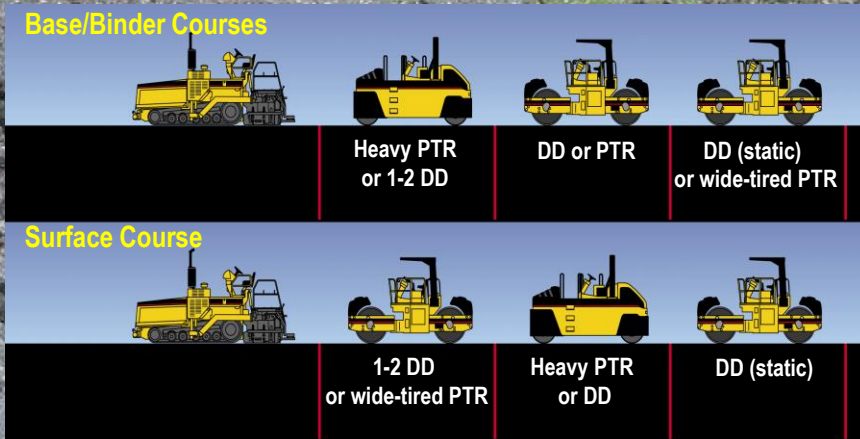 Base/Binder Courses
Heavy PTR
or 1-2 DD
DD or PTR
DD (static)
or wide-tired PTR
Surface Course
1-2 DD
or wide-tired PTR
Heavy PTR
or DD
DD (static)